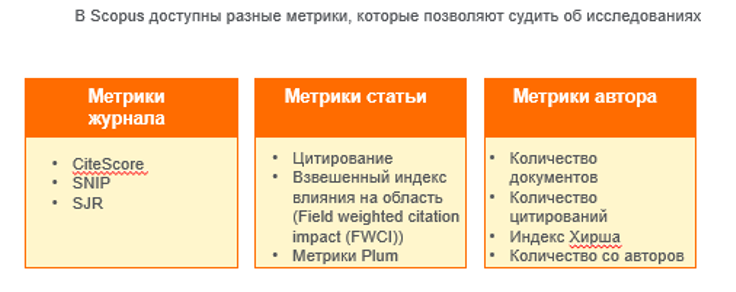 В Scopus доступны разные метрики, которые позволяют судить об исследованиях
Метрики
журнала
• CiteScore
• SNIP
• SJR
Метрики статьи
• Цитирование
• Взвешенный индекс
влияния на область
(Field weighted citation
impact (FWCI))
• Метрики Plum
Метрики автора
• Количество
документов
• Количество
цитирований
• Индекс Хирша
• Количество со авторов